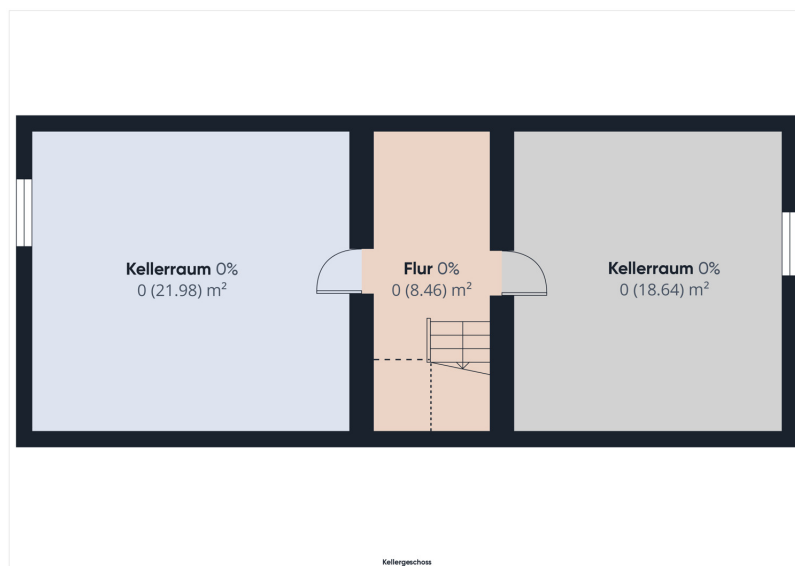 Kellerraum 0%
0 (21.98) m²
Flur 0%
0 (8.46) m²
Kellerraum 0%
0 (18.64) m²
Kellergeschoss